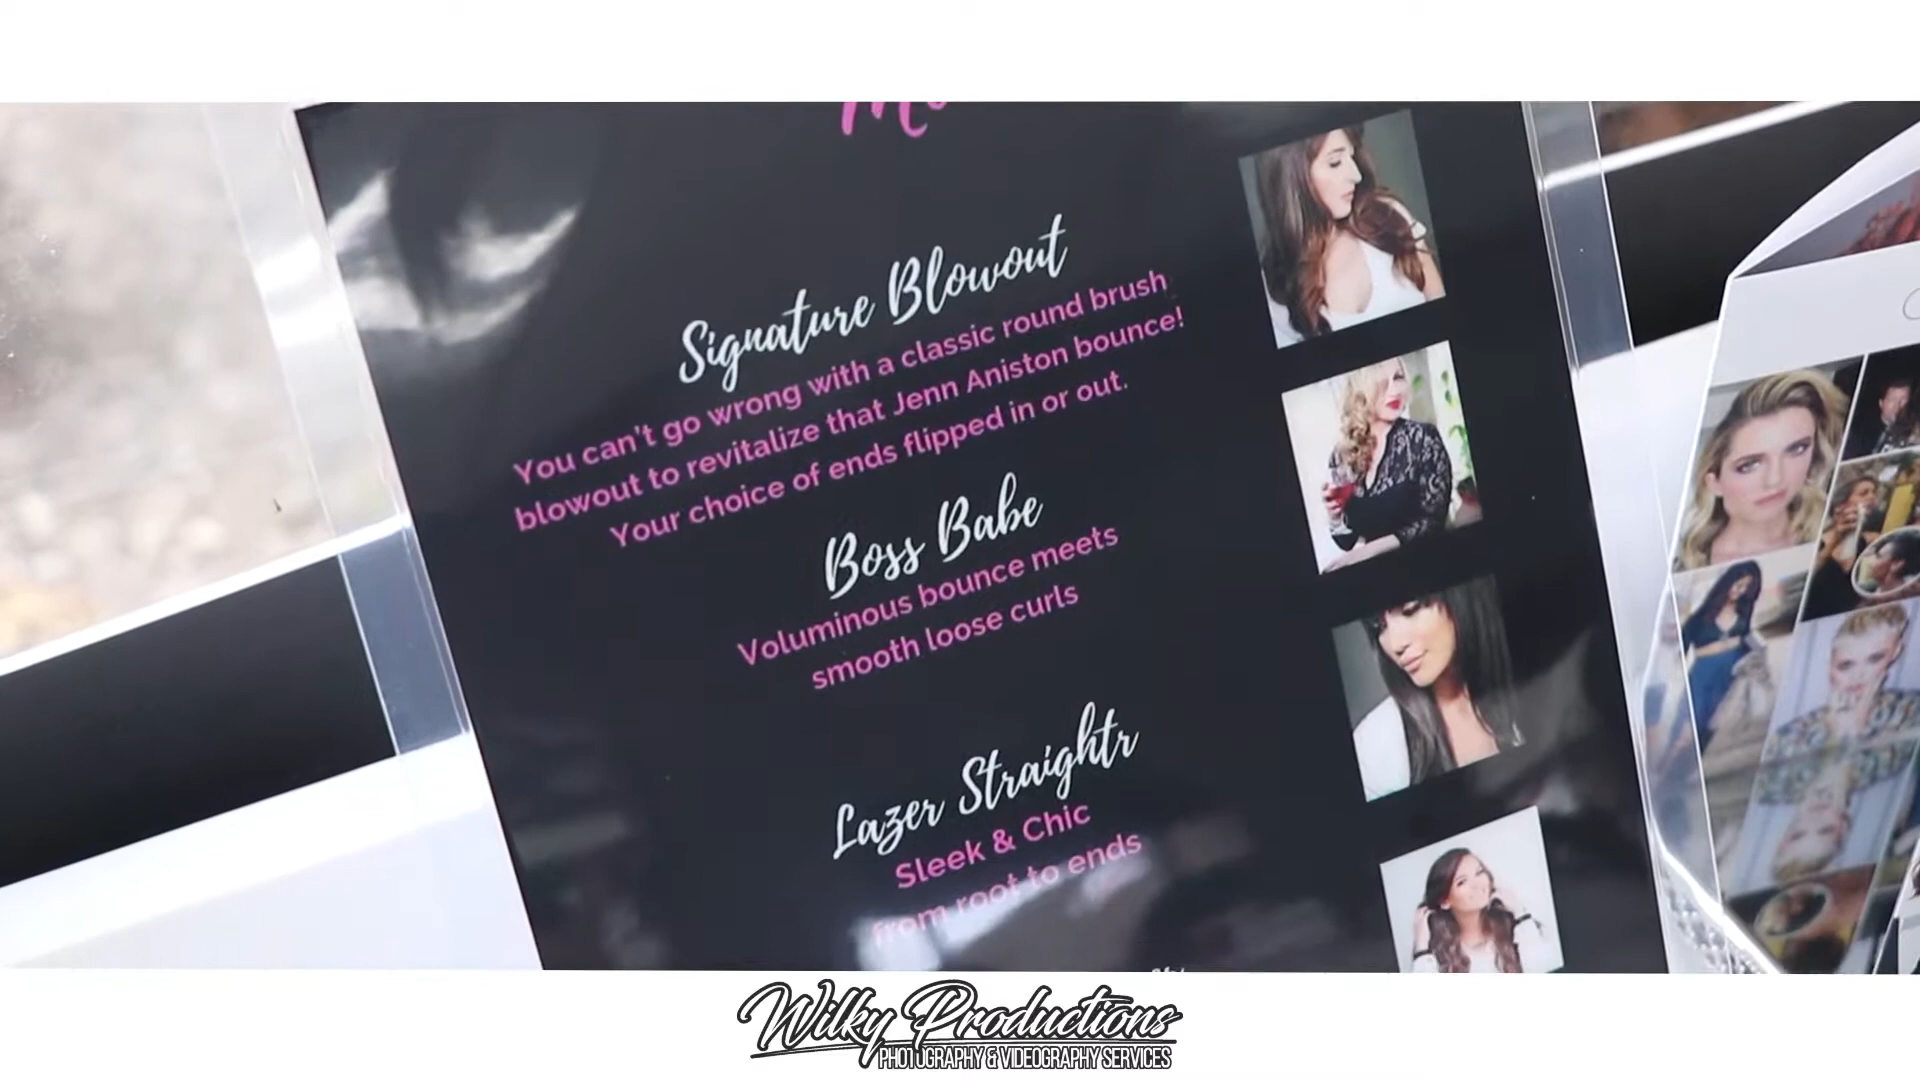 Signature Blowout
You can't go wrong with a classic round brush
blowout to revitalize that Jenn Aniston bounce!
Your choice of ends flipped in or out.
Boss Babe
Voluminous bounce meets
smooth loose curls
Lazer Straightr
Sleek & Chic
from root to ends
Wilky Productions
PHOTOGRAPHY & VIDEOGRAPHY SERVICES